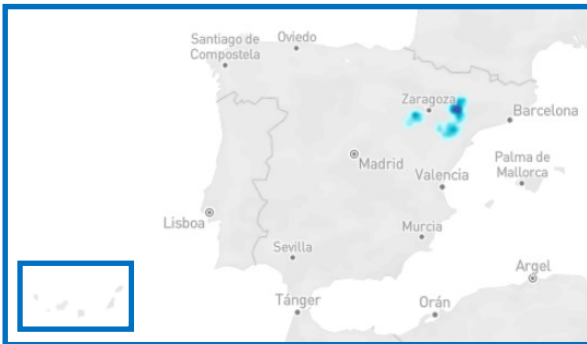 Santiago de
Compostela
Oviedo
Zaragoza
Barcelona
Madrid
Palma de
Mallorca
Valencia
Lisboa
Murcia
Sevilla
Argel
Tánger
Orán